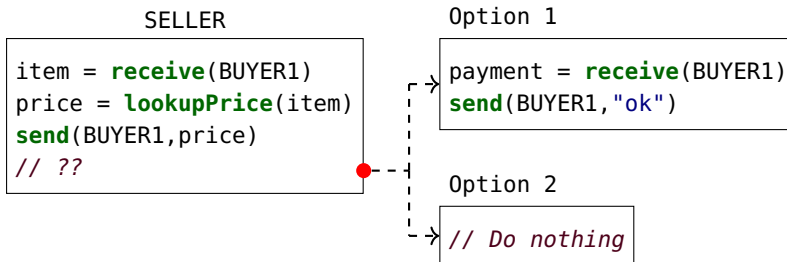 SELLER
item = receive(BUYER1)
price = lookupPrice(item)
send(BUYER1,price)
// ??
Option 1
payment = receive(BUYER1)
send(BUYER1,"ok")
Option 2
// Do nothing